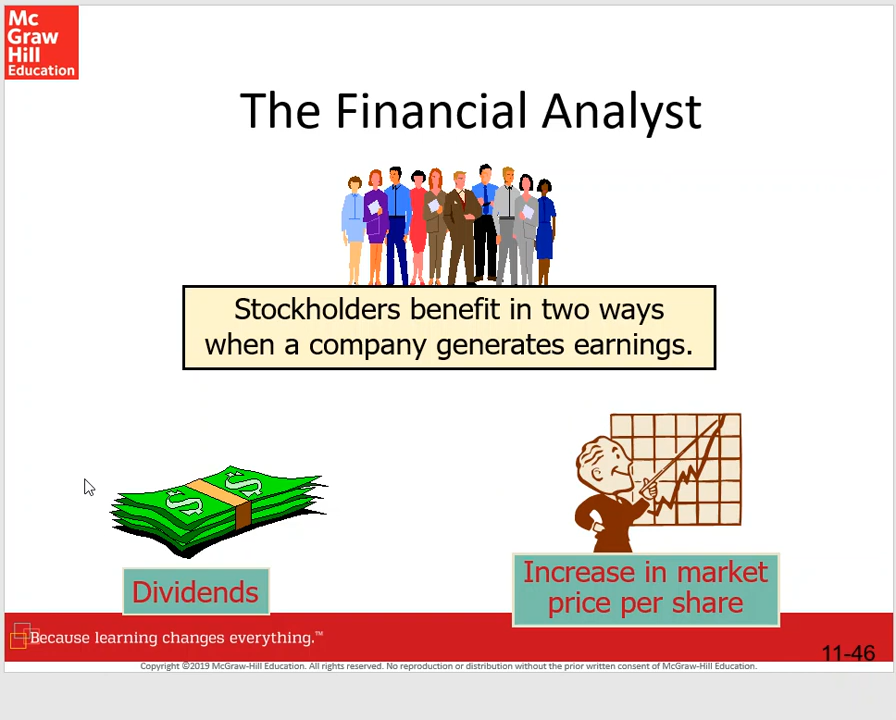 Mc
Graw
Hill
Education
The Financial Analyst
Stockholders benefit in two ways
when a company generates earnings.
$ $
Dividends
Increase in market
price per share
Because learning changes everything.™
11-46
Copyright ©2019 McGraw-Hill Education. All rights reserved. No reproduction or distribution without the prior written consent of McGraw-Hill Education.